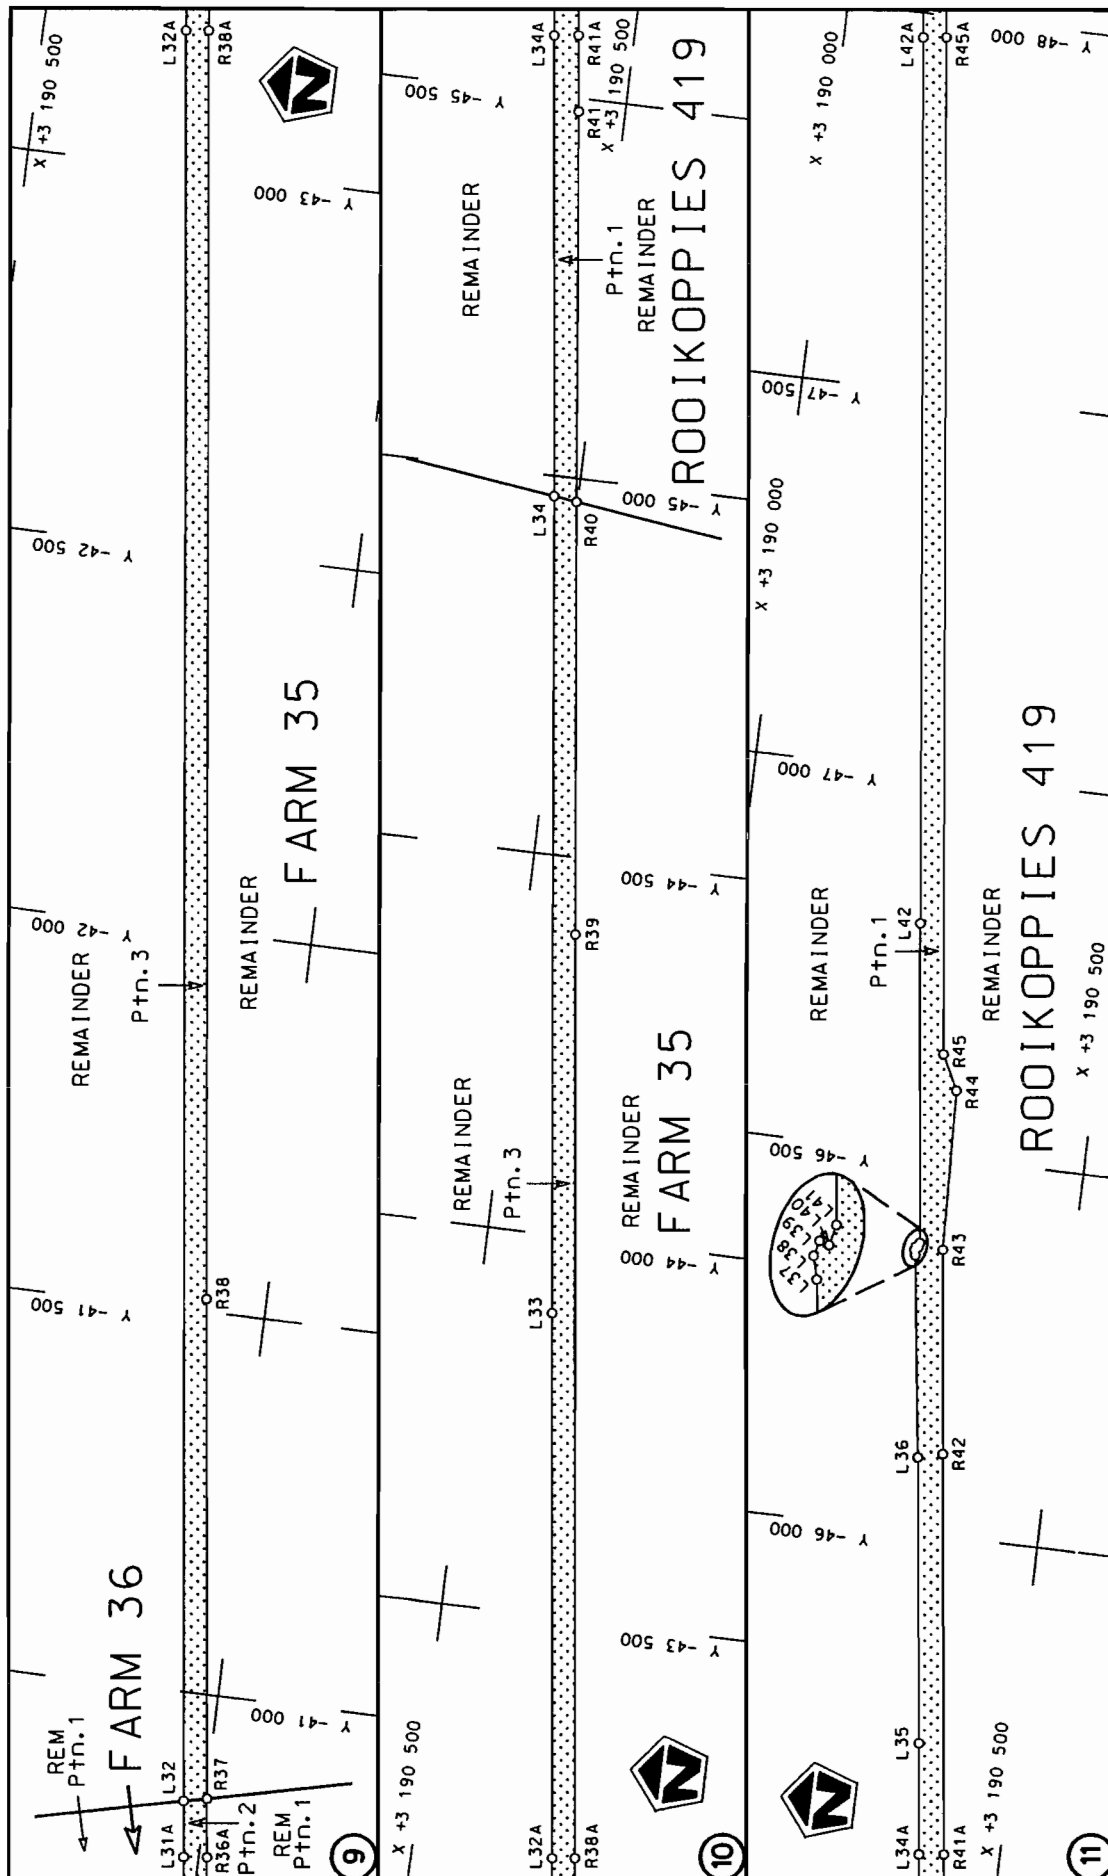 L32A
R38A
X +3 190 500
N
Y -43 000
Y -42 500
FARM 35
Y -42 000
REMAINDER
Ptn.3
REMAINDER
Y -41 500
R38
Y -41 000
FARM 36
REM
Ptn.1
L32
R37
L31A
R36A
Ptn.2
REM
Ptn.1
9
L34A
R41A
X +3 190 500
R41
Y -45 500
REMAINDER
Ptn.1
REMAINDER
ROOIKOPPIES 419
L34
R40
Y -45 000
Y -44 500
R39
REMAINDER
Ptn.3
REMAINDER
FARM 35
Y -44 000
L33
Y -43 500
X +3 190 500
N
L32A
R38A
10
L42A
R45A
Y -48 000
X +3 190 000
Y -47 500
X +3 190 000
Y -47 000
REMAINDER
L42
Ptn.1
REMAINDER
ROOIKOPPIES 419
X +3 190 500
R45
R44
Y -46 500
L37
L38
L39
L40
L41
R43
L36
R42
Y -46 000
L35
X +3 190 500
N
L34A
R41A
11